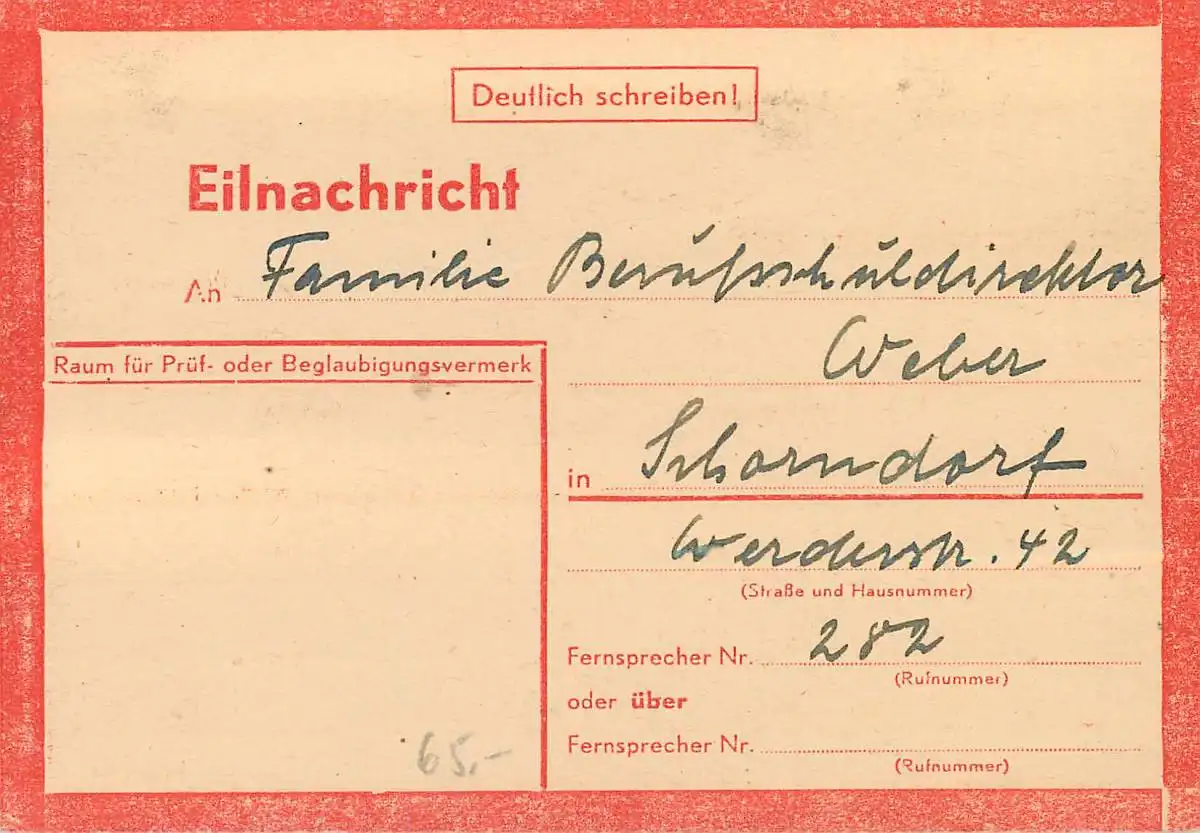 Deutlich schreiben!
Eilnachricht
An Familie Berufsschuldirektor
Weber
Raum für Prüf- oder Beglaubigungsvermerk
in Schorndorf
Werderstr. 42
(Straße und Hausnummer)
Fernsprecher Nr. 282
(Rufnummer)
oder über
Fernsprecher Nr.
(Rufnummer)
65,-